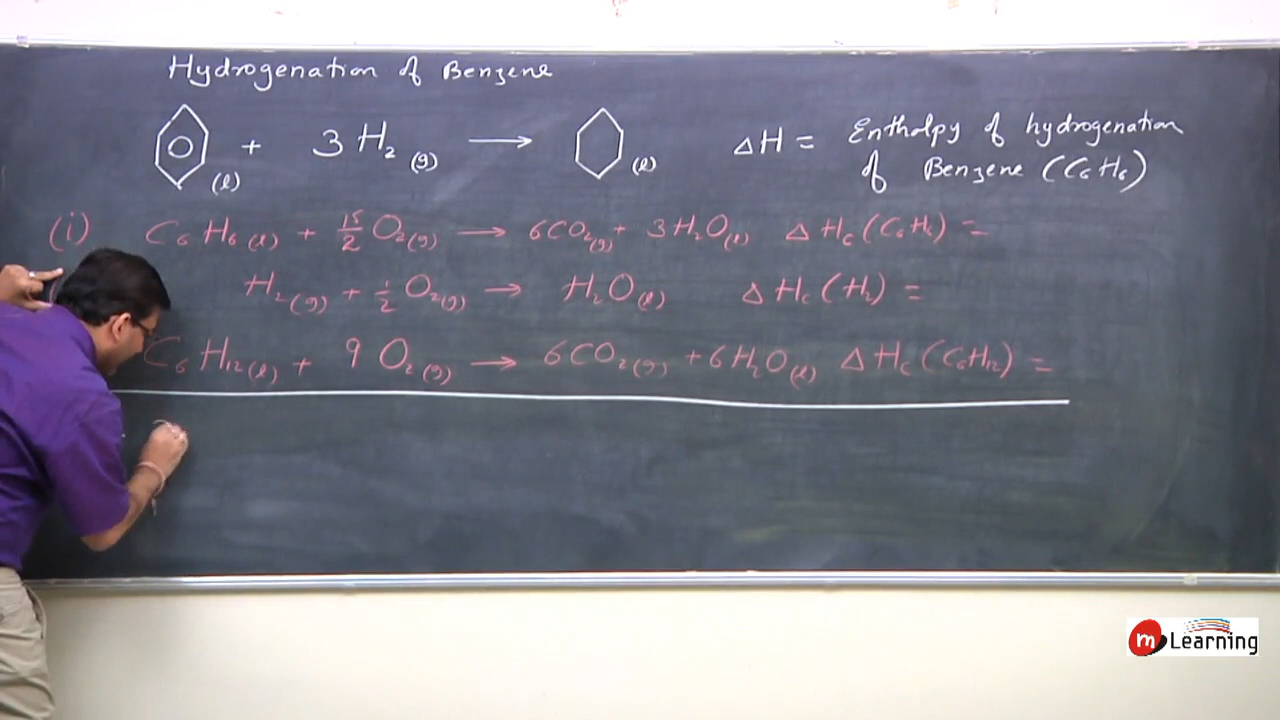 Hydrogenation of Benzene
(l) + 3 H₂ (g) → (l) ΔH = Enthalpy of hydrogenation
of Benzene (C₆H₆)
(i) C₆H₆(l) + 15/2 O₂(g) → 6CO₂(g) + 3H₂O(l) ΔHc(C₆H₆) =
H₂(g) + 1/2 O₂(g) → H₂O(l) ΔHc(H₂) =
C₆H₁₂(l) + 9 O₂(g) → 6CO₂(g) + 6H₂O(l) ΔHc(C₆H₁₂) =
m Learning